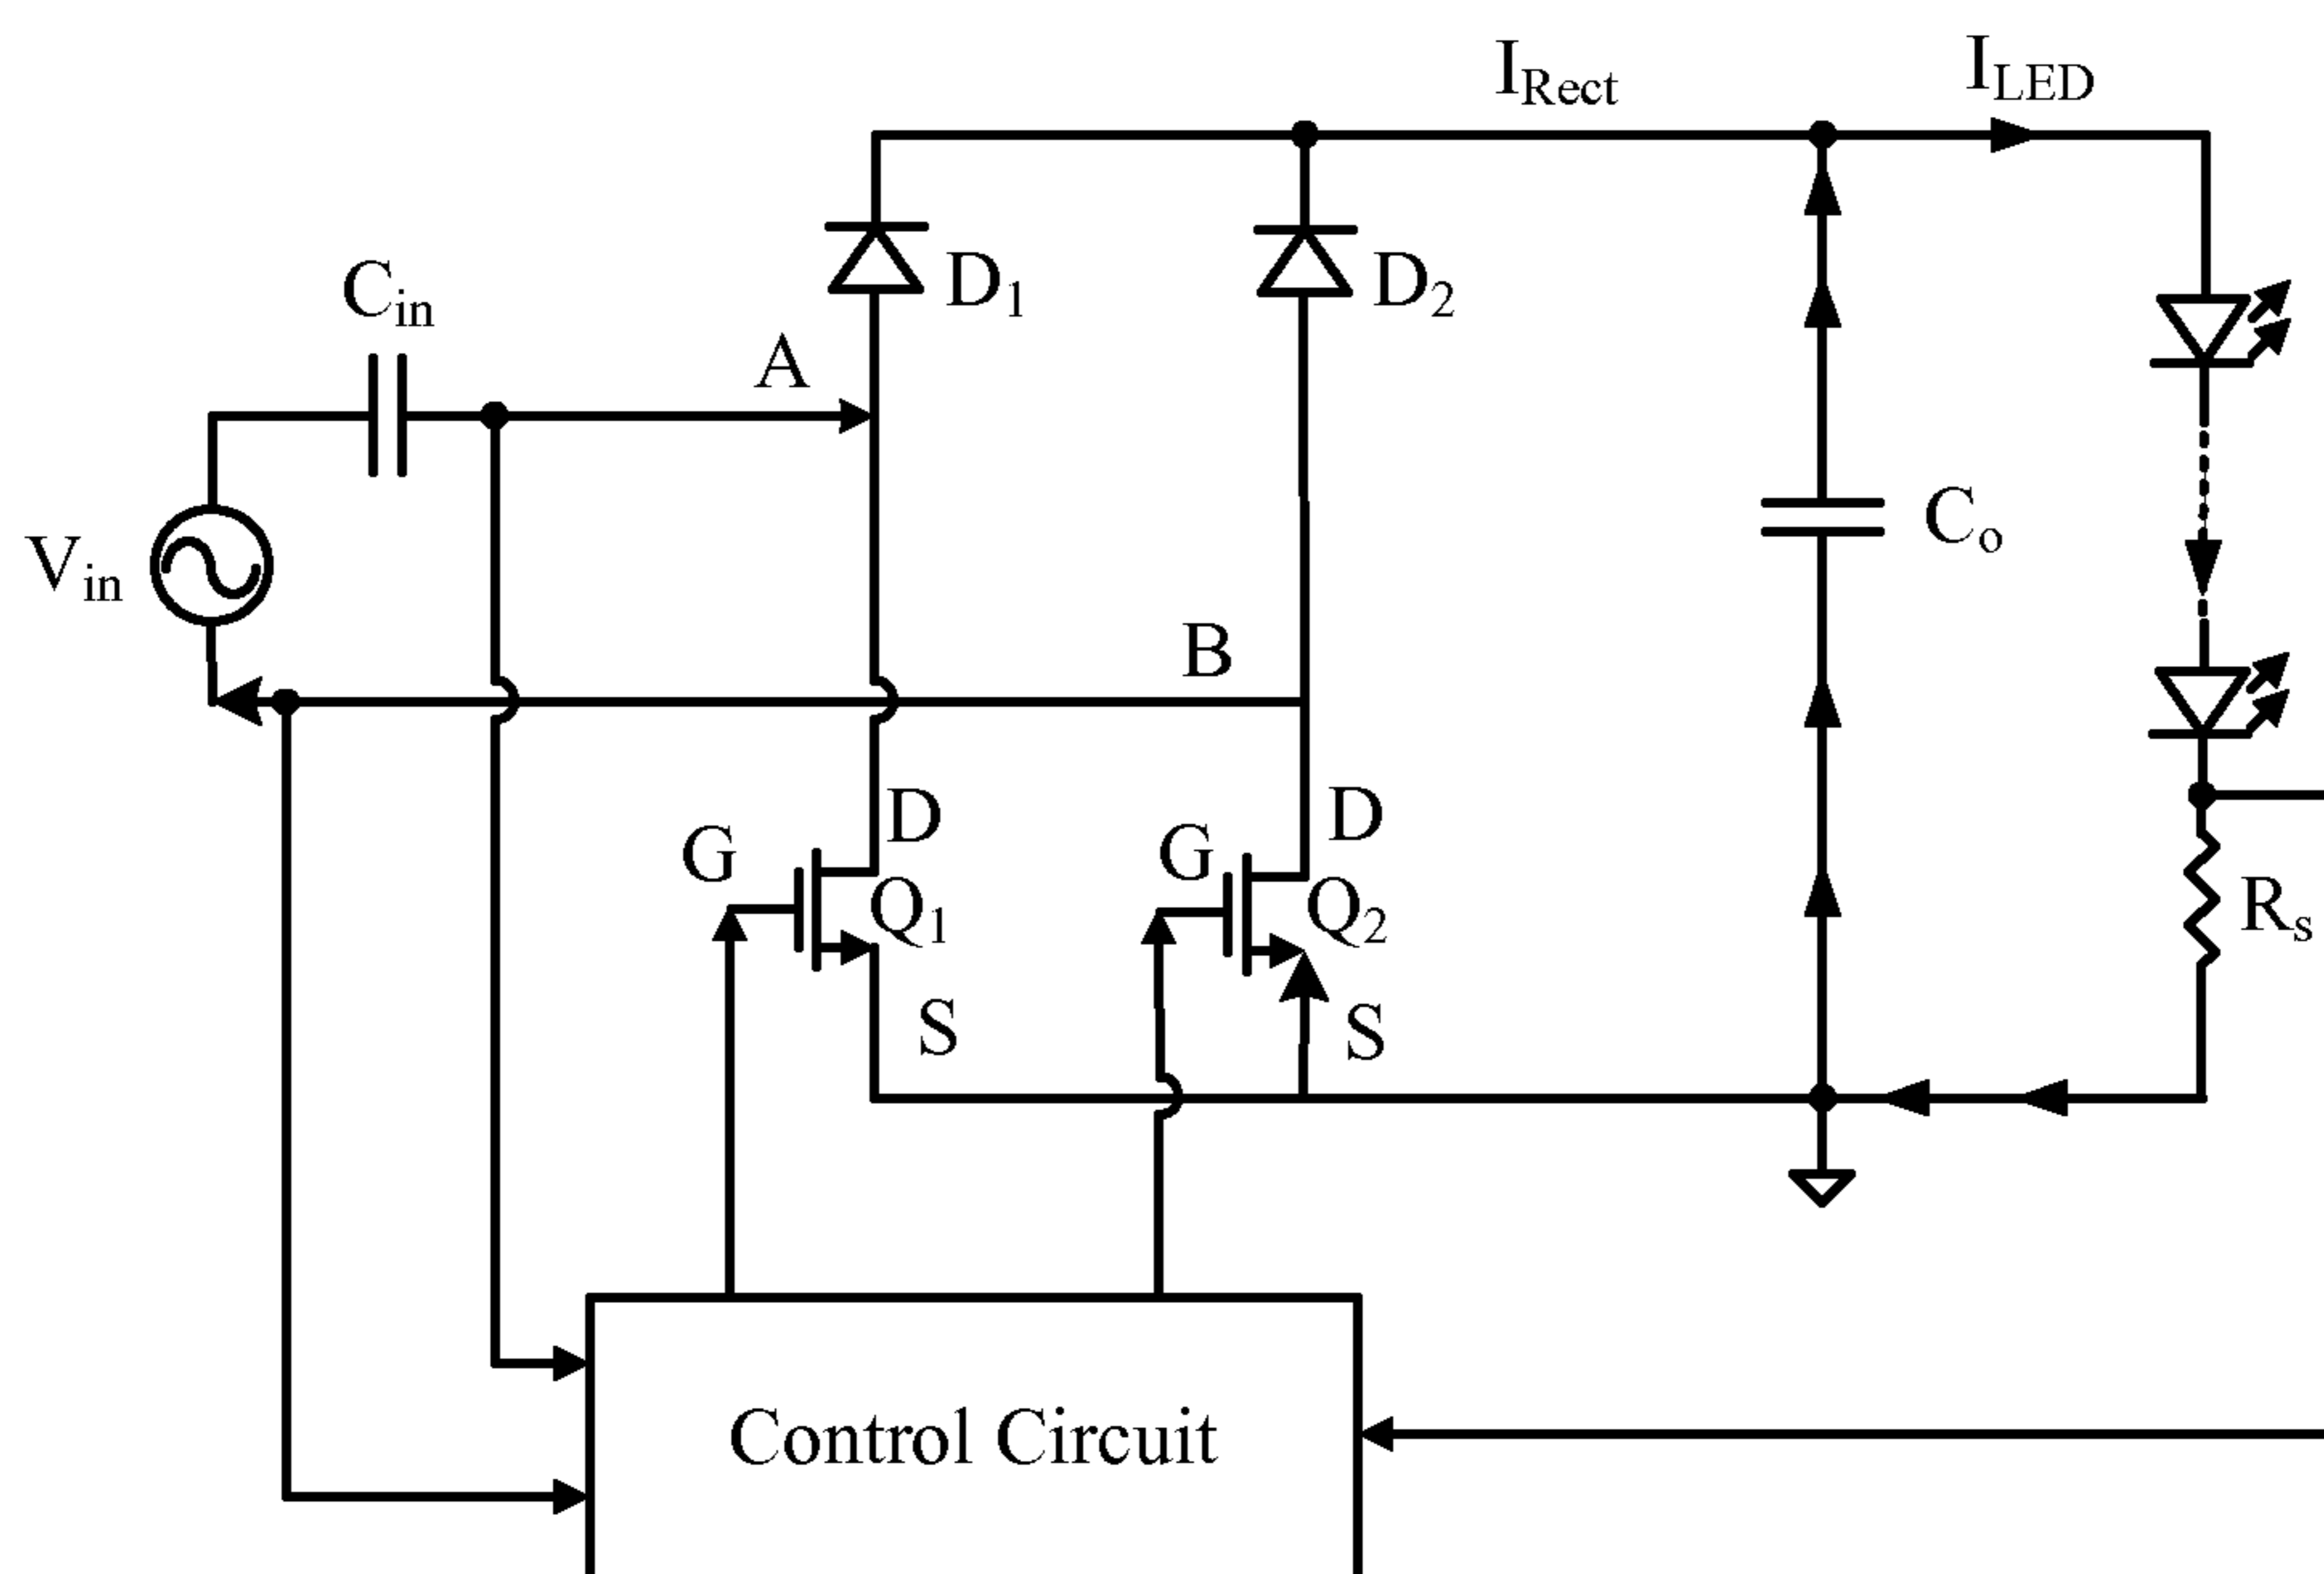 I_Rect
I_LED
C_in
D_1
D_2
A
V_in
C_o
B
D
D
G
G
Q_1
Q_2
R_s
S
S
Control Circuit